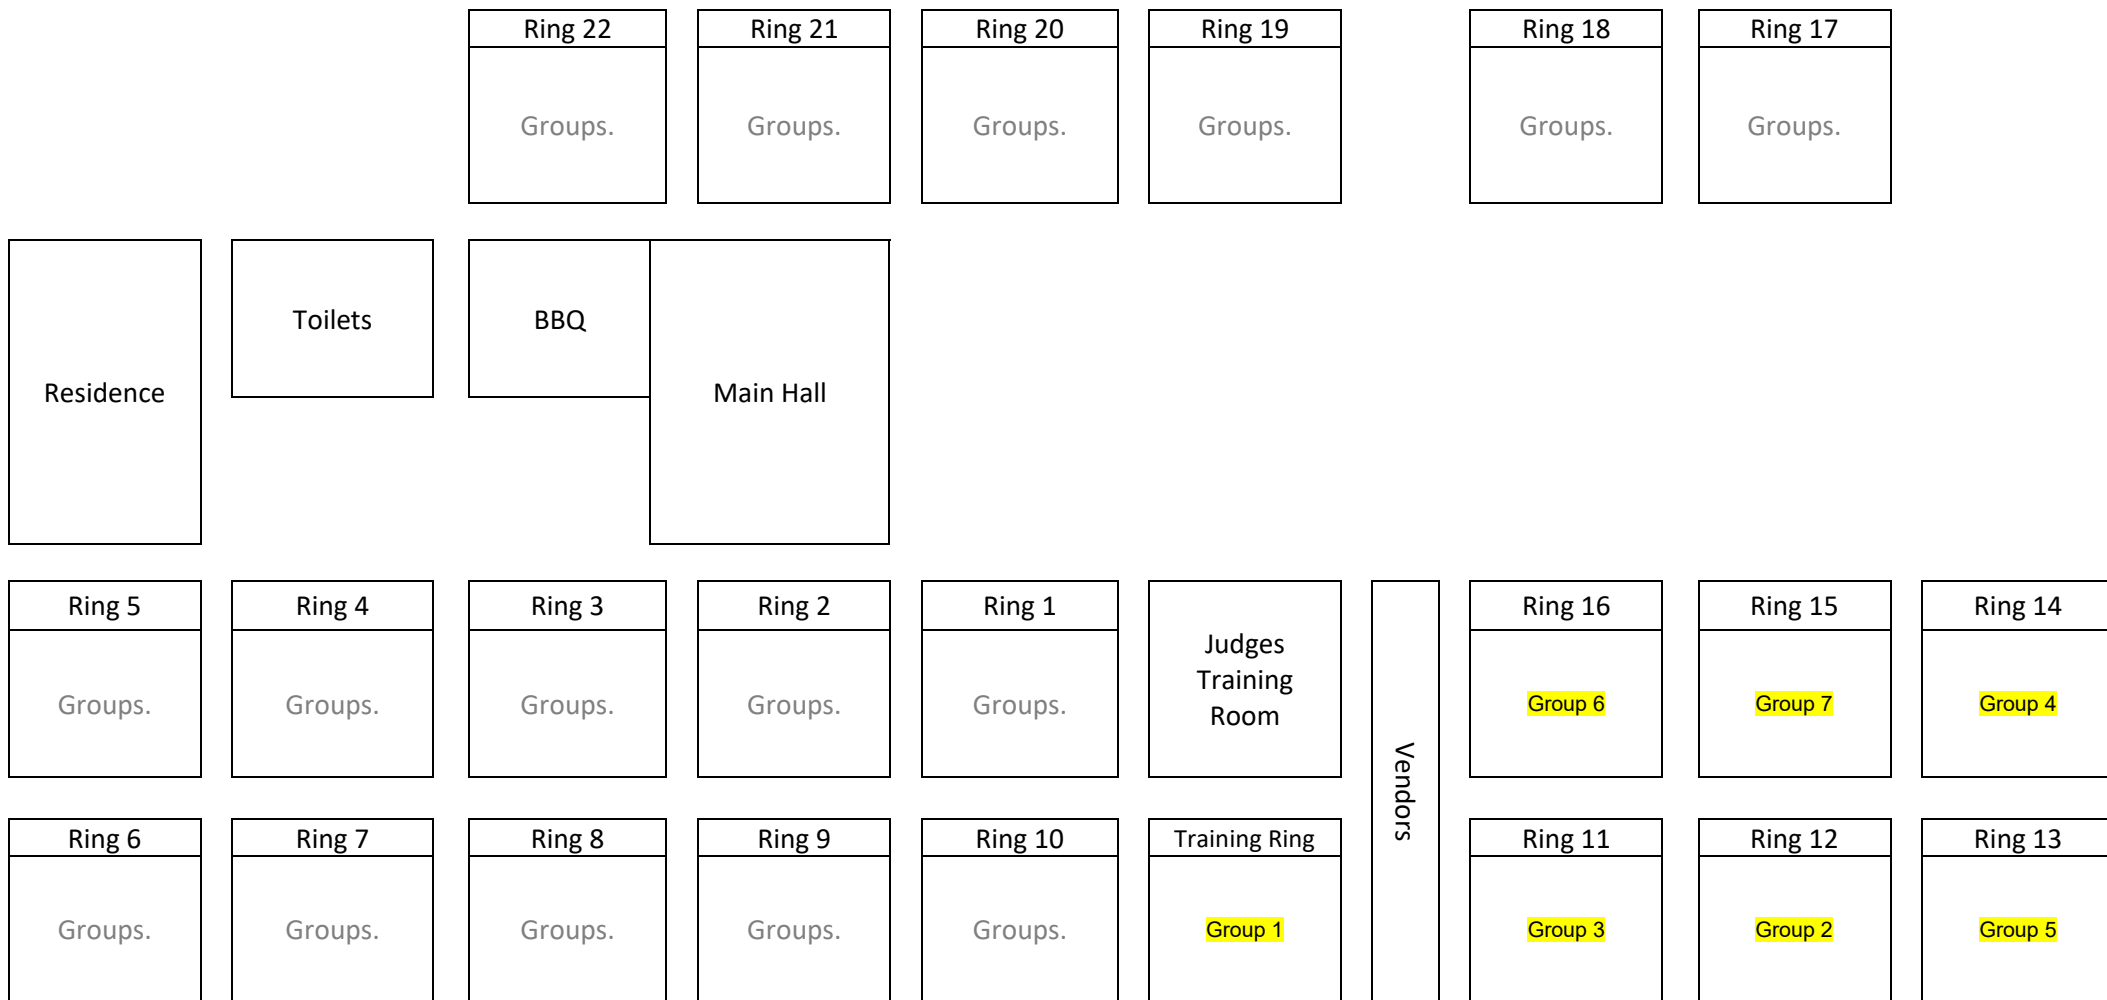 Ring 22
Ring 21
Ring 20
Ring 19
Ring 18
Ring 17
Groups.
Groups.
Groups.
Groups.
Groups.
Groups.
Residence
Toilets
BBQ
Main Hall
Ring 5
Ring 4
Ring 3
Ring 2
Ring 1
Judges
Training
Room
Vendors
Ring 16
Ring 15
Ring 14
Groups.
Groups.
Groups.
Groups.
Groups.
Group 6
Group 7
Group 4
Ring 6
Ring 7
Ring 8
Ring 9
Ring 10
Training Ring
Ring 11
Ring 12
Ring 13
Groups.
Groups.
Groups.
Groups.
Groups.
Group 1
Group 3
Group 2
Group 5